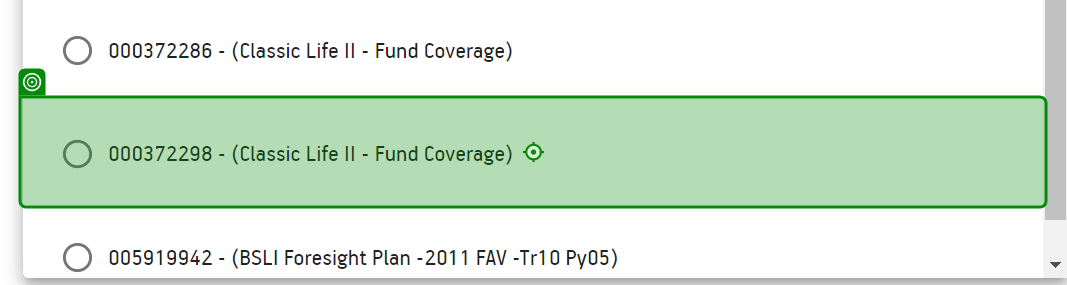 000372286 - (Classic Life II - Fund Coverage)
000372298 - (Classic Life II - Fund Coverage)
005919942 - (BSLI Foresight Plan -2011 FAV -Tr10 Py05)